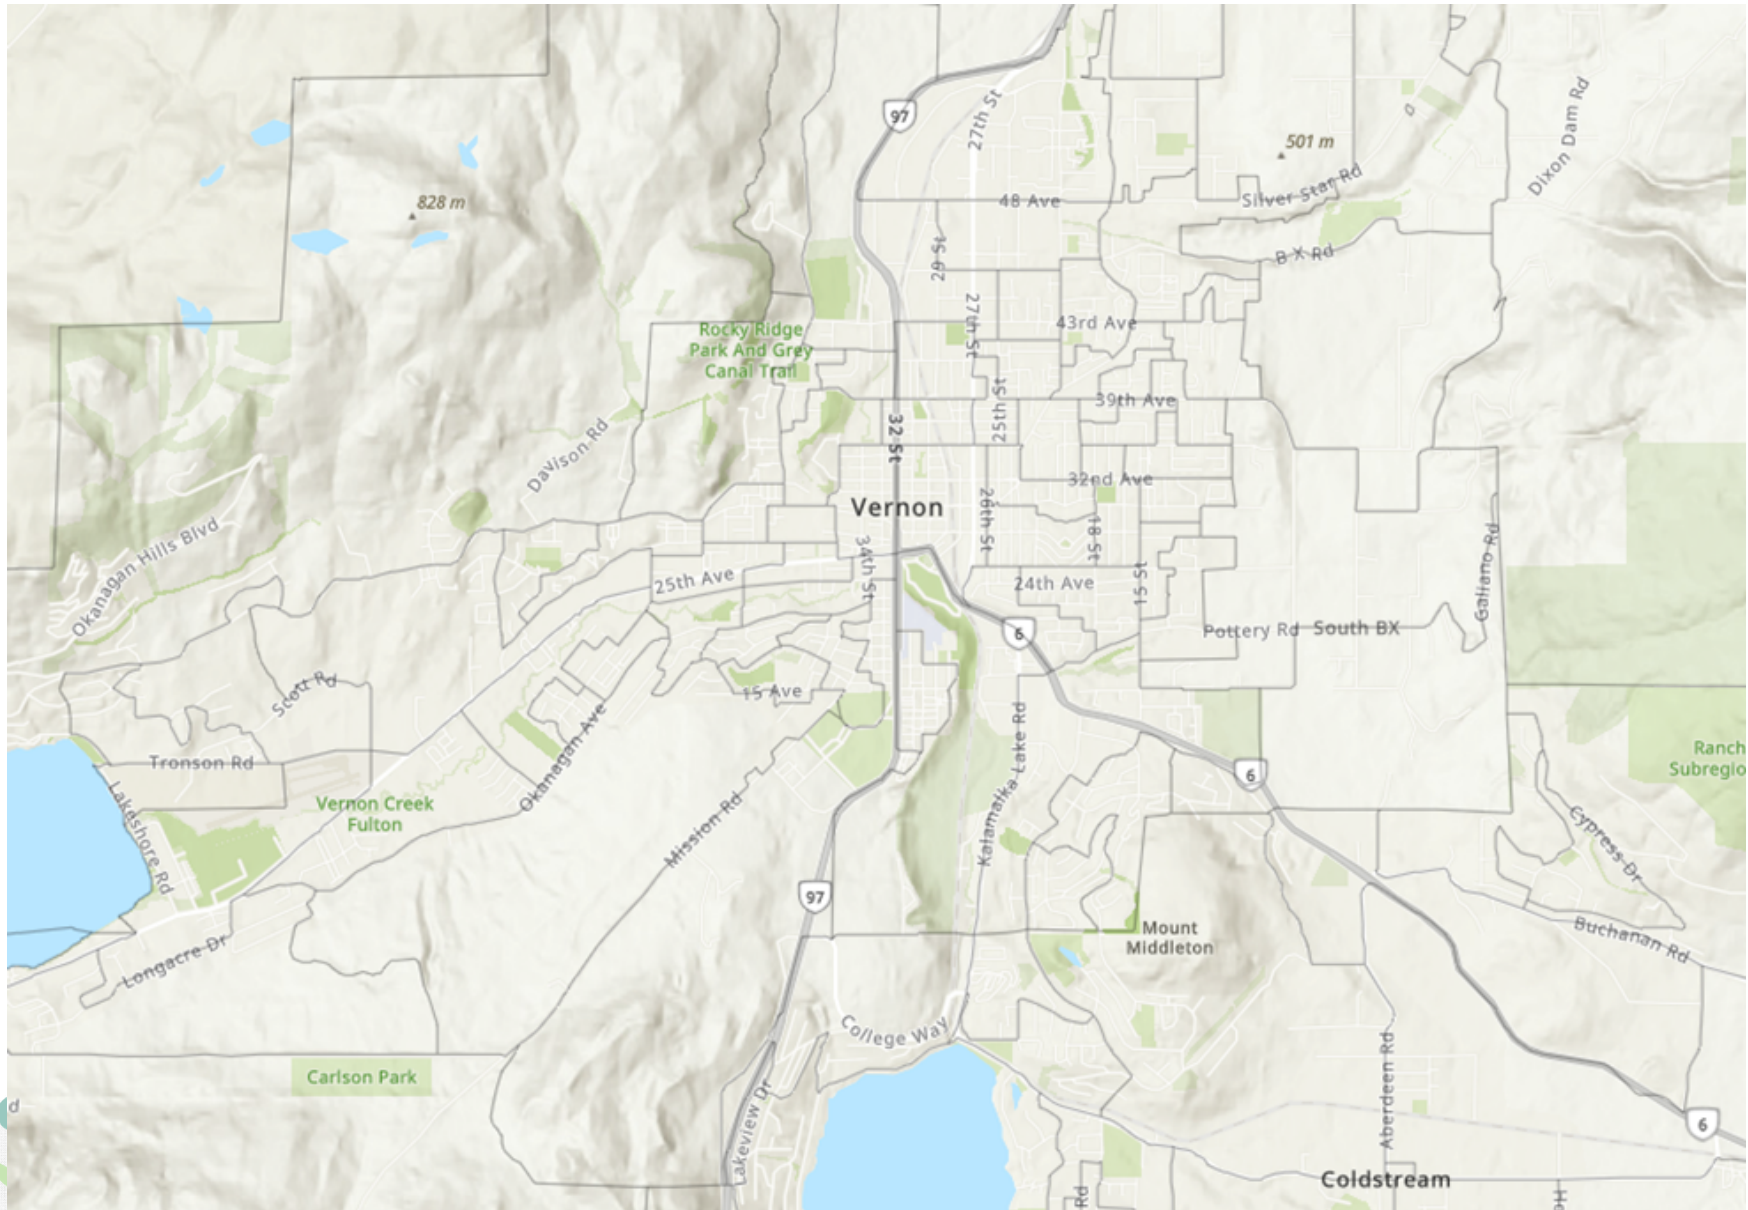 97
27th St
501 m
Dixon Dam Rd
828 m
48 Ave
Silver Star Rd
29 St
B X Rd
27th St
43rd Ave
Rocky Ridge
Park And Grey
Canal Trail
39th Ave
25th St
32 St
Davison Rd
32nd Ave
Vernon
26th St
18 St
Okanagan Hills Blvd
34th St
25th Ave
24th Ave
15 St
Galiano Rd
6
Pottery Rd
South BX
Scott Rd
15 Ave
Tronson Rd
Okanagan Ave
Kalamalka Lake Rd
6
Ranch
Subregio
Lakeshore Rd
Vernon Creek
Fulton
Mission Rd
Cypress Dr
97
Mount
Middleton
Buchanan Rd
Longacre Dr
College Way
Carlson Park
Lakeview Dr
Aberdeen Rd
d
6
Coldstream
Rd